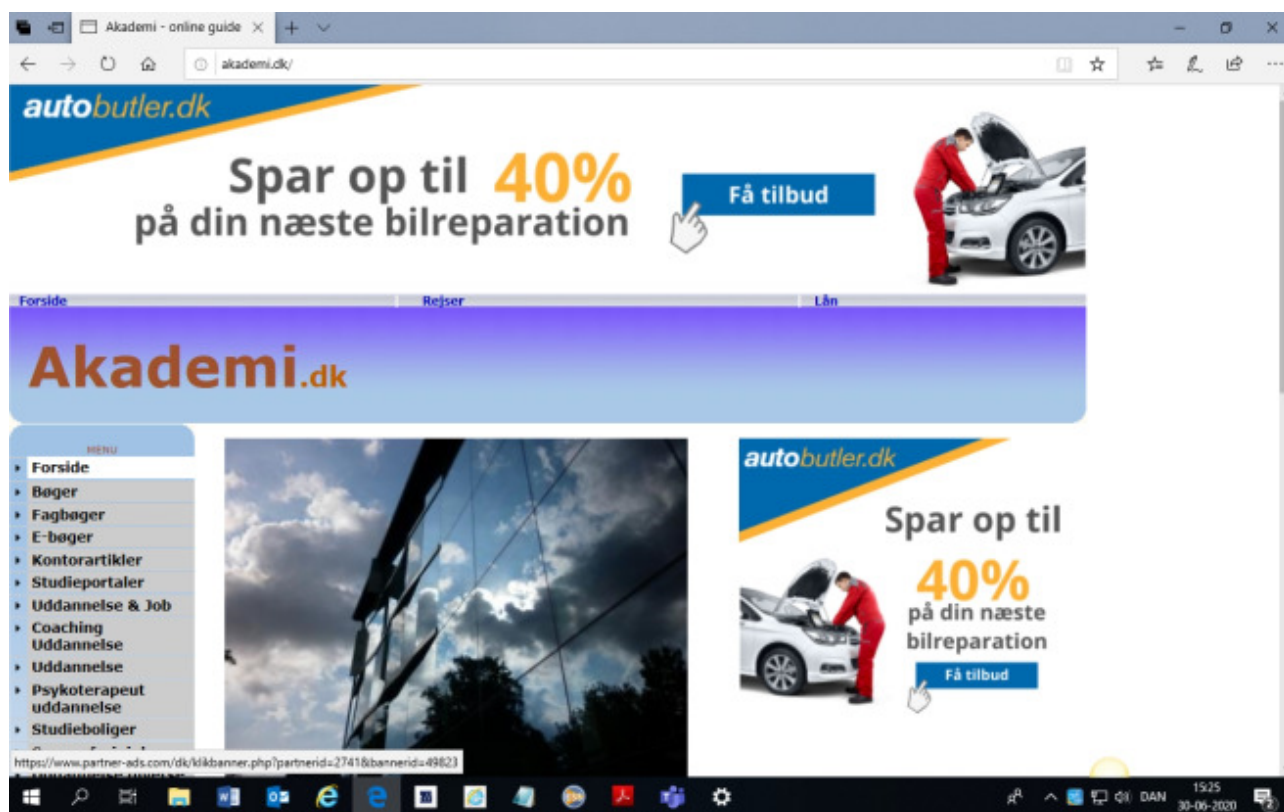 Akademi - online guide
akademi.dk/
autobutler.dk
Spar op til 40%
på din næste bilreparation
Få tilbud
Forside Rejser Lån
Akademi.dk
MENU
Forside
Bøger
Fagbøger
E-bøger
Kontorartikler
Studieportaler
Uddannelse & Job
Coaching
Uddannelse
Uddannelse
Psykoterapeut
uddannelse
Studieboliger
autobutler.dk
Spar op til
40%
på din næste
bilreparation
Få tilbud
https://www.partner-ads.com/dk/klikbanner.php?partnerid=2741&bannerid=49823
DAN
15:25
30-06-2020